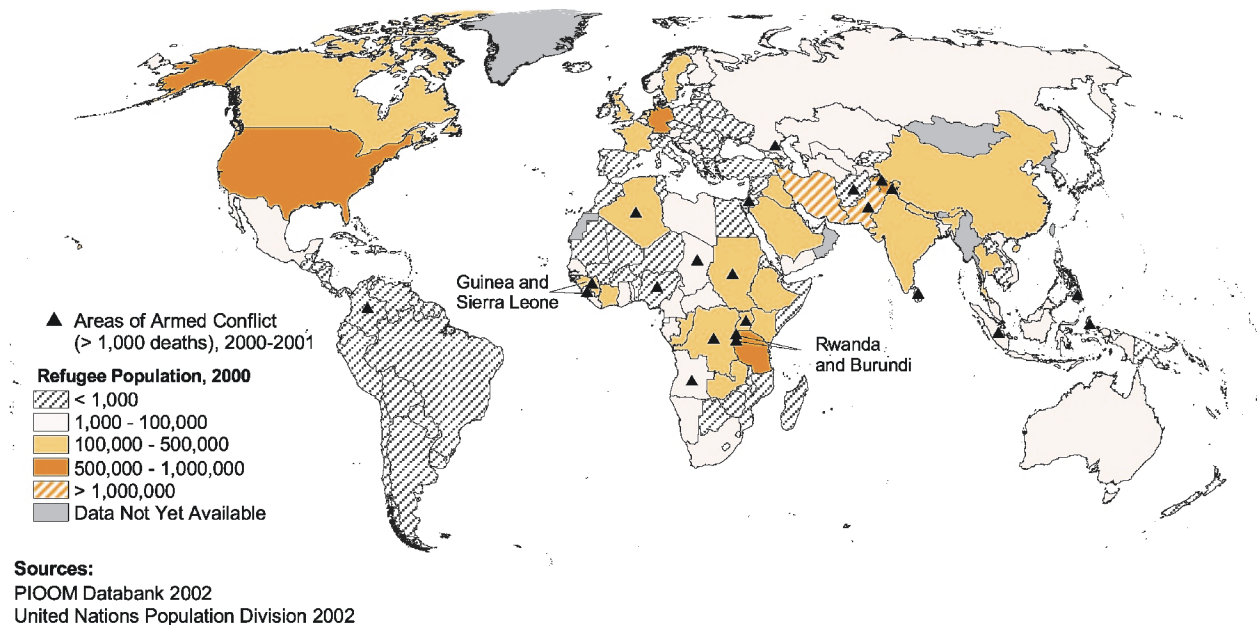 Guinea and
Sierra Leone
Rwanda
and Burundi
Areas of Armed Conflict
(> 1,000 deaths), 2000-2001
Refugee Population, 2000
< 1,000
1,000 - 100,000
100,000 - 500,000
500,000 - 1,000,000
> 1,000,000
Data Not Yet Available
Sources:
PIOOM Databank 2002
United Nations Population Division 2002